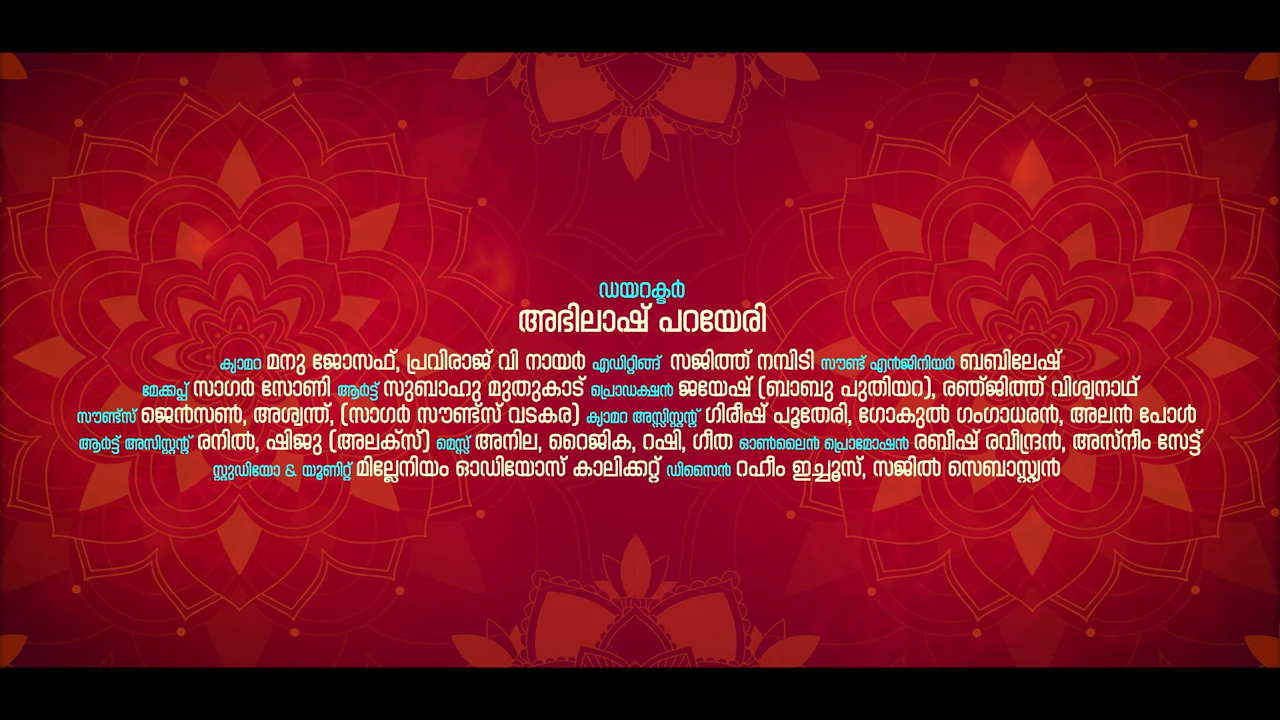 ഡയറക്ടർ
അഭിലാഷ് പറയേരി
ക്യാമറ മനു ജോസഫ്, പ്രവിരാജ് വി നായർ എഡിറ്റിങ്ങ് സജിത്ത് നമ്പിടി സൗണ്ട് എൻജിനിയർ ബബിലേഷ്
മേക്കപ്പ് സാഗർ സോണി ആർട്ട് സുബാഹു മുതുകാട് പ്രൊഡക്ഷൻ ജയേഷ് (ബാബു പുതിയറ), രഞ്ജിത്ത് വിശ്വനാഥ്
സൗണ്ട്സ് ജെൻസൺ, അശ്വന്ത്, (സാഗർ സൗണ്ട്സ് വടകര) ക്യാമറ അസ്സിസ്റ്റന്റ് ഗിരീഷ് പൂതേരി, ഗോകുൽ ഗംഗാധരൻ, അലൻ പോൾ
ആർട്ട് അസിസ്റ്റന്റ് രനിൽ, ഷിജു (അലക്സ്) മെസ്സ് അനില, റൈജിക, റഷി, ഗീത ഓൺലൈൻ പ്രൊമോഷൻ രബീഷ് രവീന്ദ്രൻ, അസ്നീം സേട്ട്
സ്റ്റുഡിയോ & യൂണിറ്റ് മില്ലേനിയം ഓഡിയോസ് കാലിക്കറ്റ് ഡിസൈൻ റഹീം ഇച്ചൂസ്, സജിൽ സെബാസ്റ്റ്യൻ